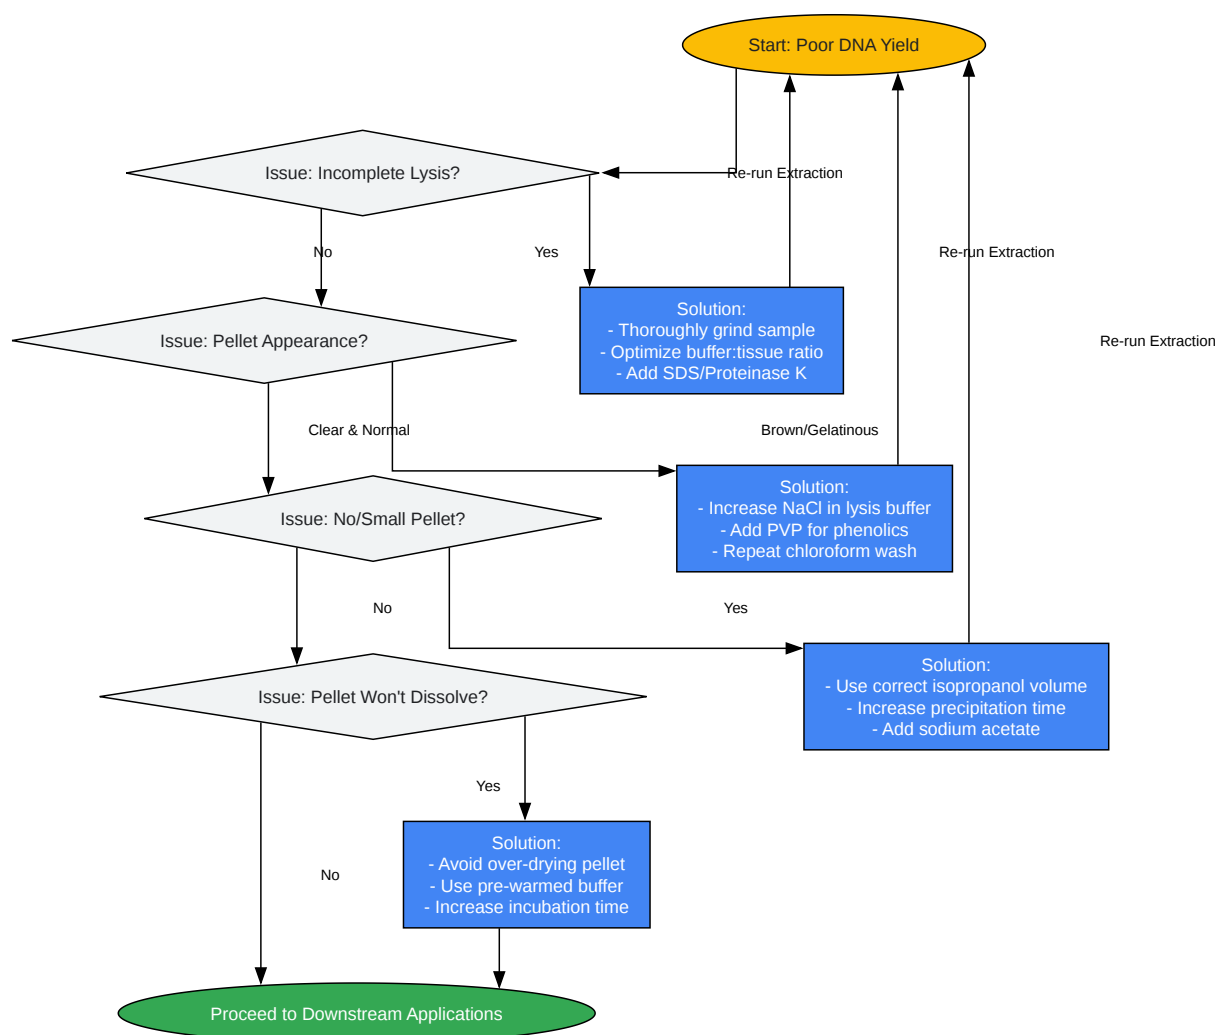 Start: Poor DNA Yield
Issue: Incomplete Lysis?
Re-run Extraction
No
Yes
Re-run Extraction
Solution:
- Thoroughly grind sample
- Optimize buffer:tissue ratio
- Add SDS/Proteinase K
Issue: Pellet Appearance?
Re-run Extraction
Clear & Normal
Brown/Gelatinous
Solution:
- Increase NaCl in lysis buffer
- Add PVP for phenolics
- Repeat chloroform wash
Issue: No/Small Pellet?
No
Yes
Solution:
- Use correct isopropanol volume
- Increase precipitation time
- Add sodium acetate
Issue: Pellet Won't Dissolve?
Yes
No
Solution:
- Avoid over-drying pellet
- Use pre-warmed buffer
- Increase incubation time
Proceed to Downstream Applications